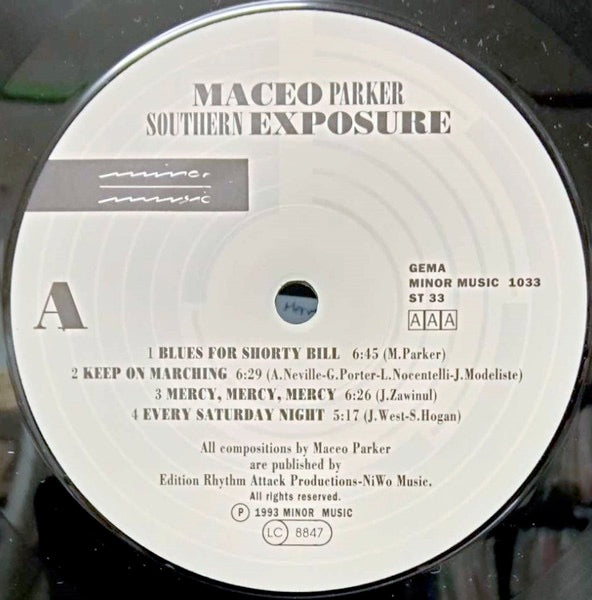 MACEO PARKER
SOUTHERN EXPOSURE
minor
music
A
GEMA
MINOR MUSIC 1033
ST 33
AAA
1 BLUES FOR SHORTY BILL 6:45 (M.Parker)
2 KEEP ON MARCHING 6:29 (A.Neville-G.Porter-L.Nocentelli-J.Modeliste)
3 MERCY, MERCY, MERCY 6:26 (J.Zawinul)
4 EVERY SATURDAY NIGHT 5:17 (J.West-S.Hogan)
All compositions by Maceo Parker
are published by
Edition Rhythm Attack Productions-NiWo Music.
All rights reserved.
℗ 1993 MINOR MUSIC
LC 8847